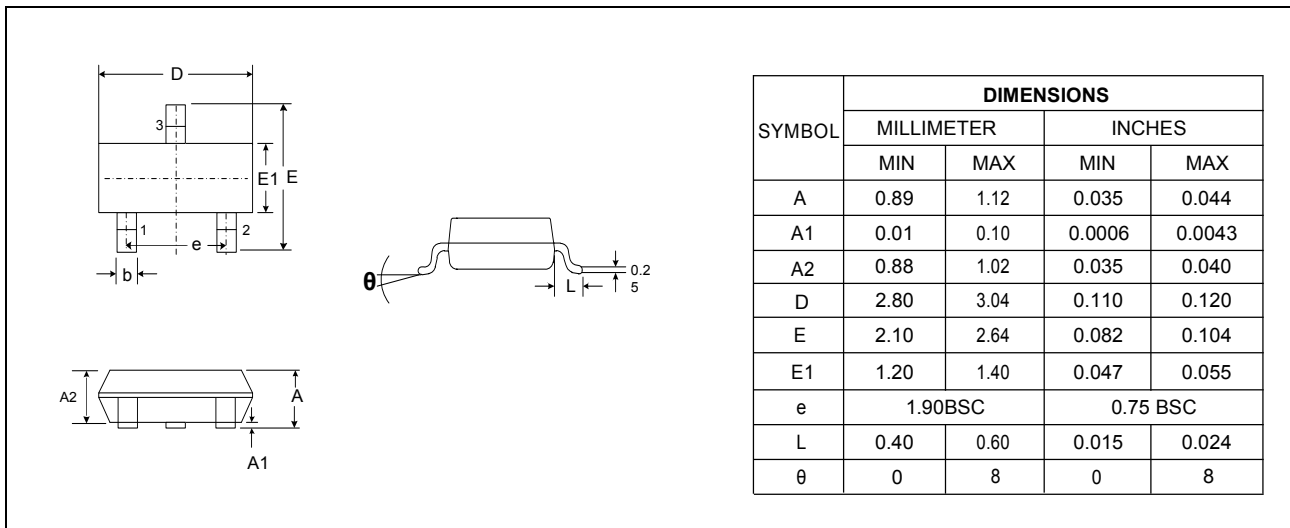 D
3
E1 E
1 2
e
b
θ
L
0.2
5
A2
A
A1
DIMENSIONS
SYMBOL MILLIMETER INCHES
MIN MAX MIN MAX
A 0.89 1.12 0.035 0.044
A1 0.01 0.10 0.0006 0.0043
A2 0.88 1.02 0.035 0.040
D 2.80 3.04 0.110 0.120
E 2.10 2.64 0.082 0.104
E1 1.20 1.40 0.047 0.055
e 1.90BSC 0.75 BSC
L 0.40 0.60 0.015 0.024
θ 0 8 0 8